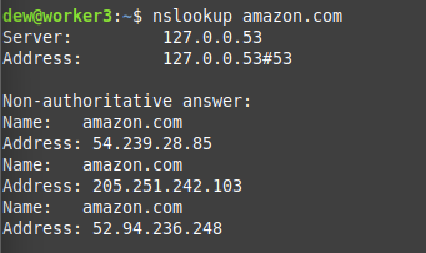 dew@worker3:~$ nslookup amazon.com
Server:         127.0.0.53
Address:        127.0.0.53#53

Non-authoritative answer:
Name:   amazon.com
Address: 54.239.28.85
Name:   amazon.com
Address: 205.251.242.103
Name:   amazon.com
Address: 52.94.236.248